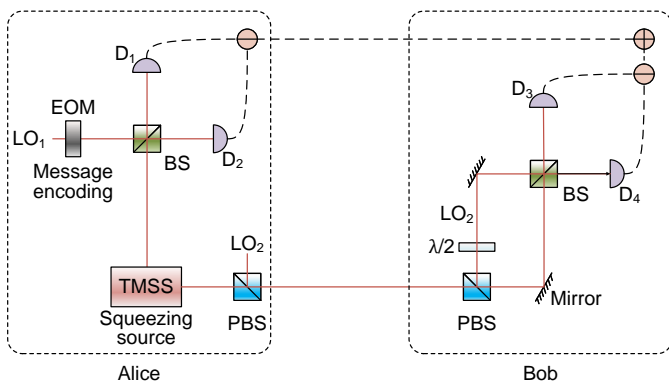 D1
EOM
D3
LO1
BS
D2
Message
encoding
BS
D4
LO2
LO2
λ/2
TMSS
Squeezing
source
PBS
PBS
Mirror
Alice
Bob